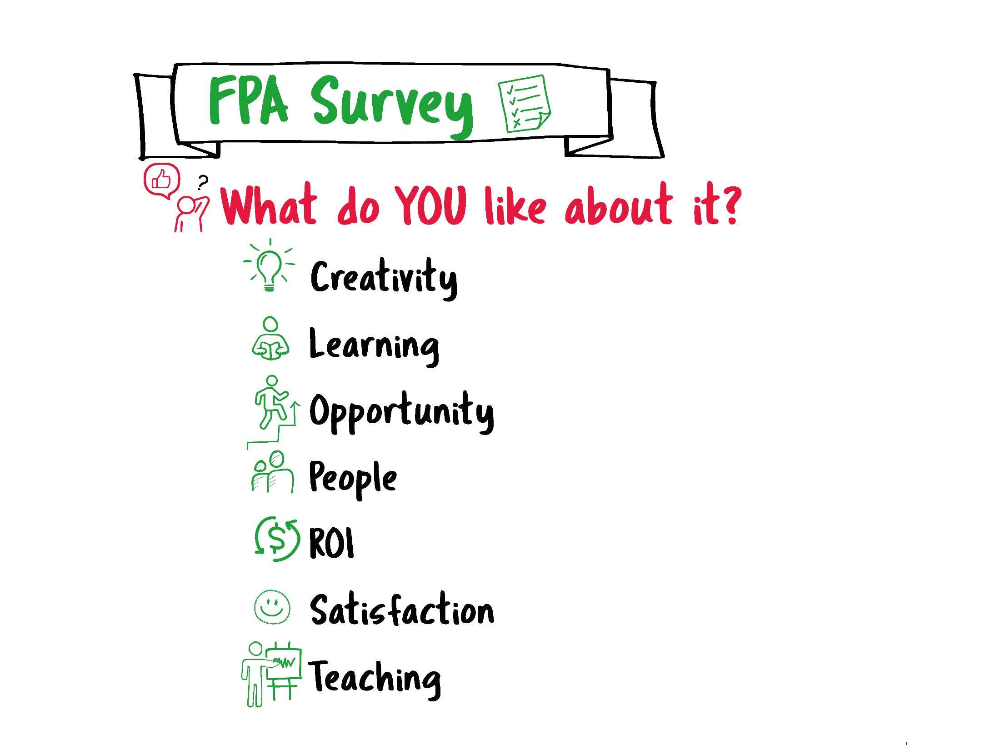 FPA Survey
?
What do YOU like about it?
Creativity
Learning
Opportunity
People
$ ROI
Satisfaction
Teaching